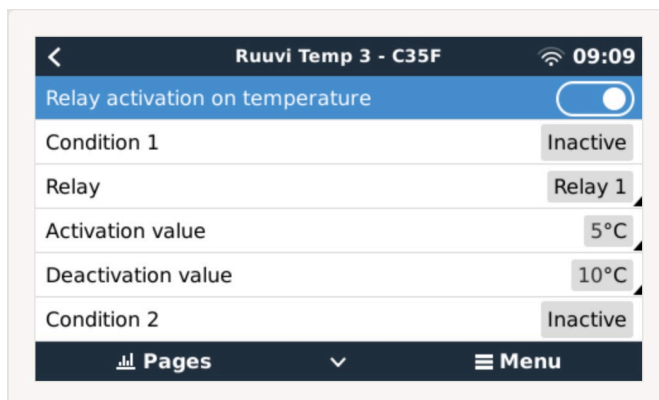 Ruuvi Temp 3 - C35F 09:09
Relay activation on temperature
Condition 1 Inactive
Relay Relay 1
Activation value 5°C
Deactivation value 10°C
Condition 2 Inactive
Pages Menu